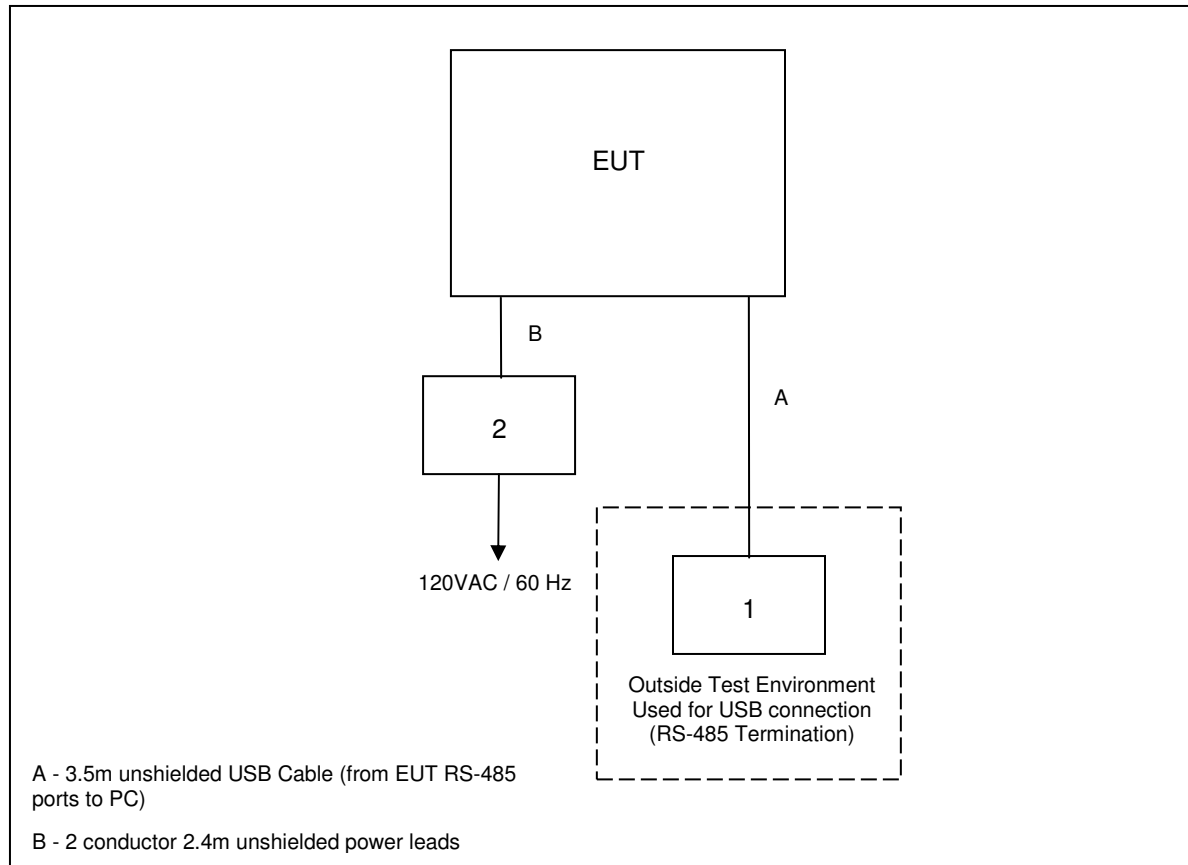 EUT
B
A
2
120VAC / 60 Hz
1
Outside Test Environment
Used for USB connection
(RS-485 Termination)
A - 3.5m unshielded USB Cable (from EUT RS-485
ports to PC)
B - 2 conductor 2.4m unshielded power leads